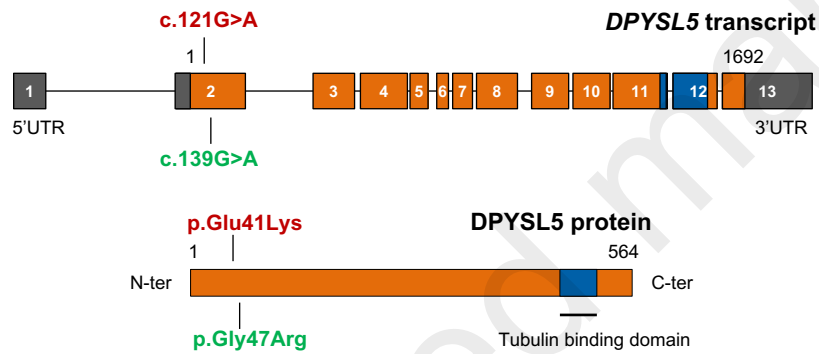 c.121G>A
DPYSL5 transcript
1
1692
1 2 3 4 5 6 7 8 9 10 11 12 13
5'UTR
3'UTR
c.139G>A
p.Glu41Lys
DPYSL5 protein
1
564
N-ter
C-ter
p.Gly47Arg
Tubulin binding domain